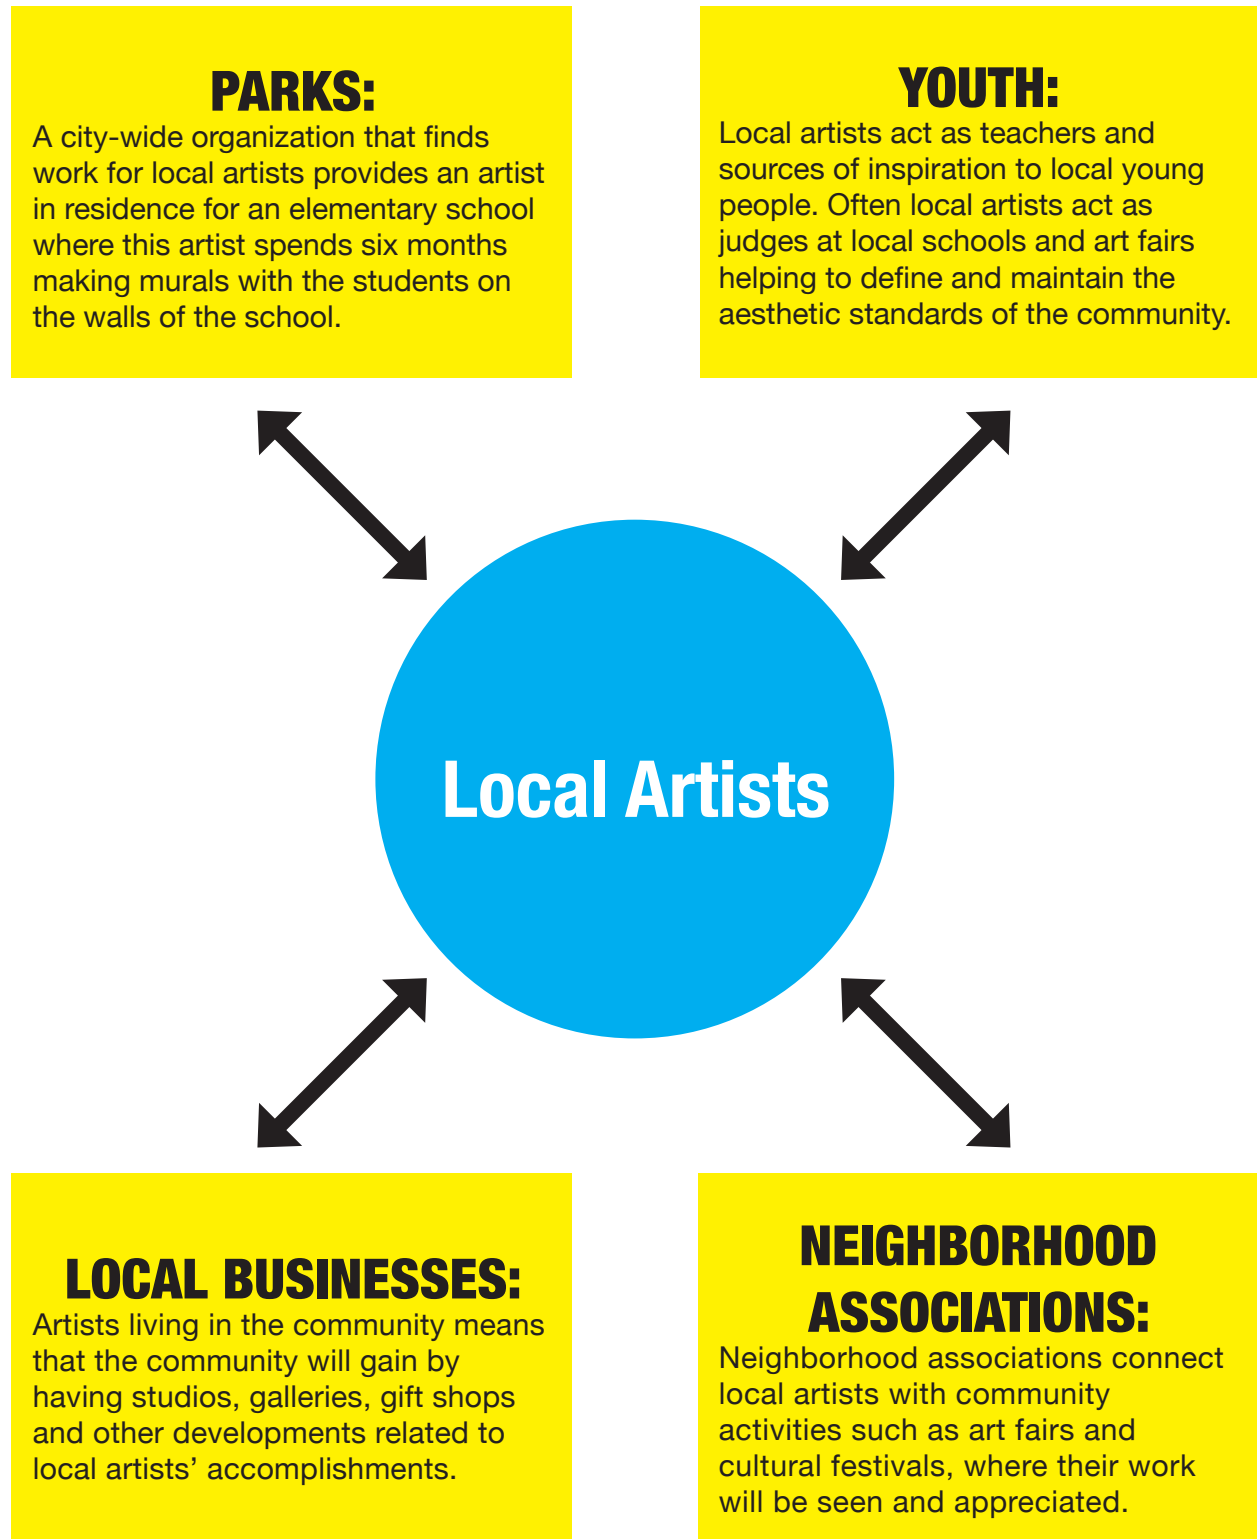 PARKS:
A city-wide organization that finds
work for local artists provides an artist
in residence for an elementary school
where this artist spends six months
making murals with the students on
the walls of the school.
YOUTH:
Local artists act as teachers and
sources of inspiration to local young
people. Often local artists act as
judges at local schools and art fairs
helping to define and maintain the
aesthetic standards of the community.
Local Artists
LOCAL BUSINESSES:
Artists living in the community means
that the community will gain by
having studios, galleries, gift shops
and other developments related to
local artists’ accomplishments.
NEIGHBORHOOD
ASSOCIATIONS:
Neighborhood associations connect
local artists with community
activities such as art fairs and
cultural festivals, where their work
will be seen and appreciated.